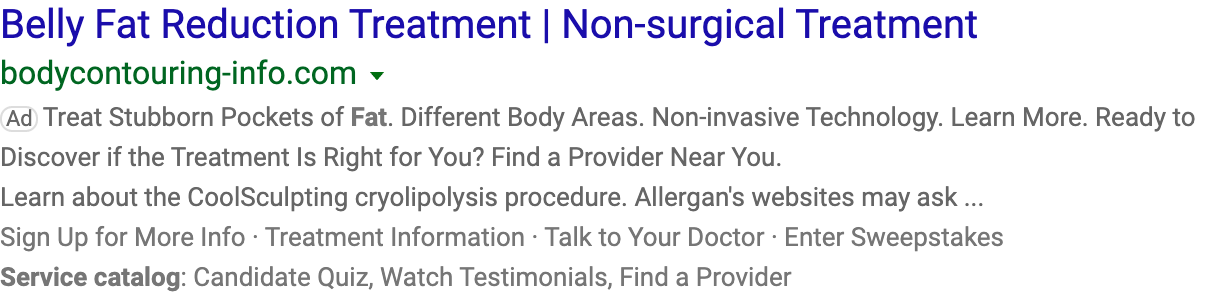 Belly Fat Reduction Treatment | Non-surgical Treatment
bodycontouring-info.com
Ad Treat Stubborn Pockets of Fat. Different Body Areas. Non-invasive Technology. Learn More. Ready to
Discover if the Treatment Is Right for You? Find a Provider Near You.
Learn about the CoolSculpting cryolipolysis procedure. Allergan's websites may ask ...
Sign Up for More Info · Treatment Information · Talk to Your Doctor · Enter Sweepstakes
Service catalog: Candidate Quiz, Watch Testimonials, Find a Provider